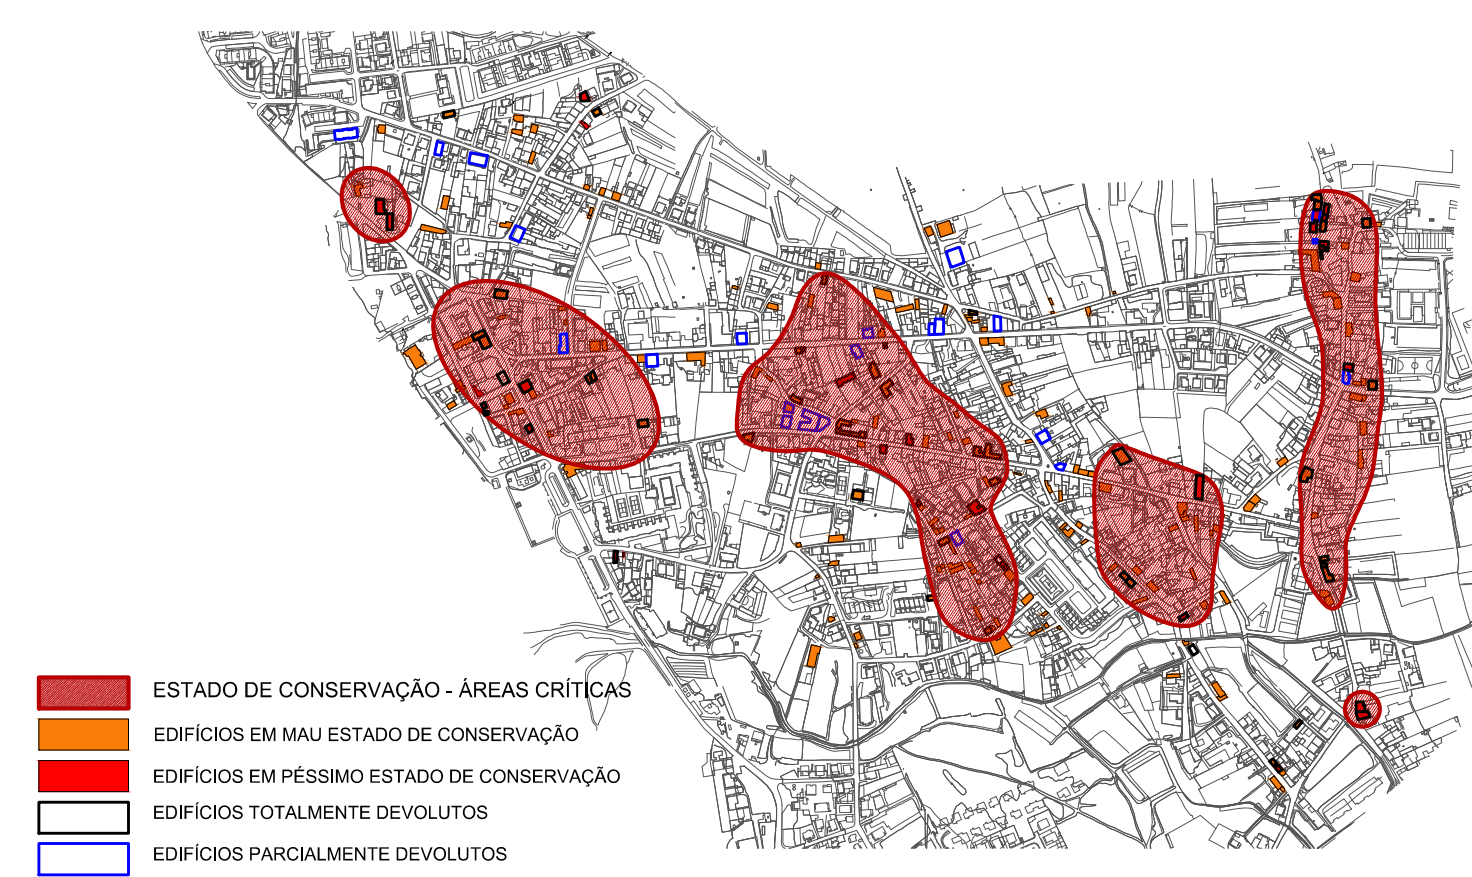 ESTADO DE CONSERVAÇÃO - ÁREAS CRÍTICAS
EDIFÍCIOS EM MAU ESTADO DE CONSERVAÇÃO
EDIFÍCIOS EM PÉSSIMO ESTADO DE CONSERVAÇÃO
EDIFÍCIOS TOTALMENTE DEVOLUTOS
EDIFÍCIOS PARCIALMENTE DEVOLUTOS